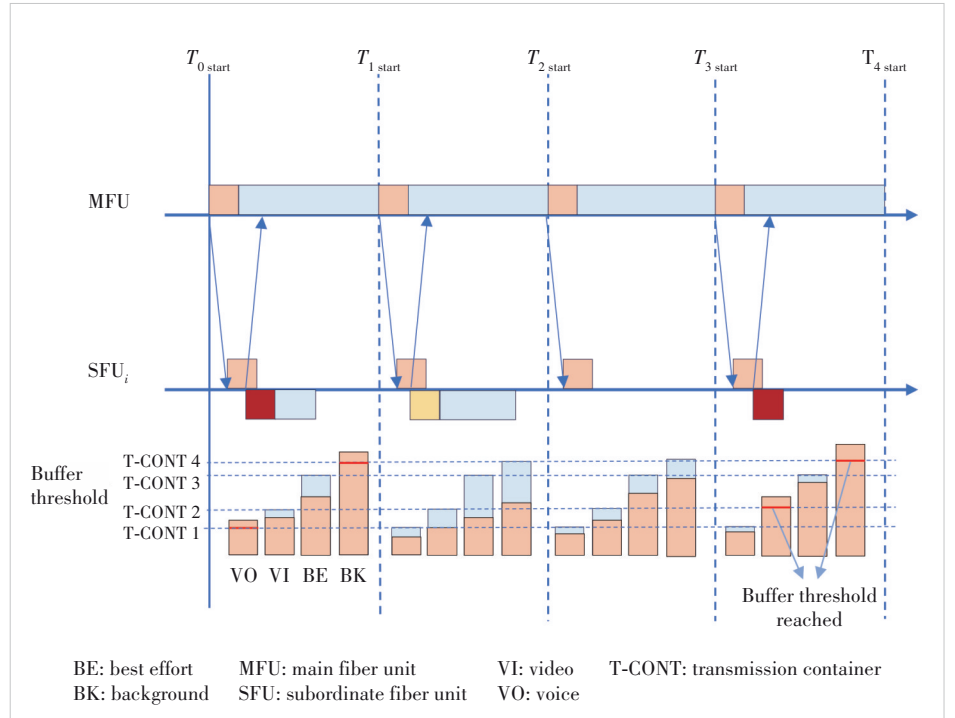 T0 start T1 start T2 start T3 start T4 start
MFU
SFUi
Buffer threshold
T-CONT 4
T-CONT 3
T-CONT 2
T-CONT 1
VO VI BE BK
Buffer threshold
reached
BE: best effort MFU: main fiber unit VI: video T-CONT: transmission container
BK: background SFU: subordinate fiber unit VO: voice